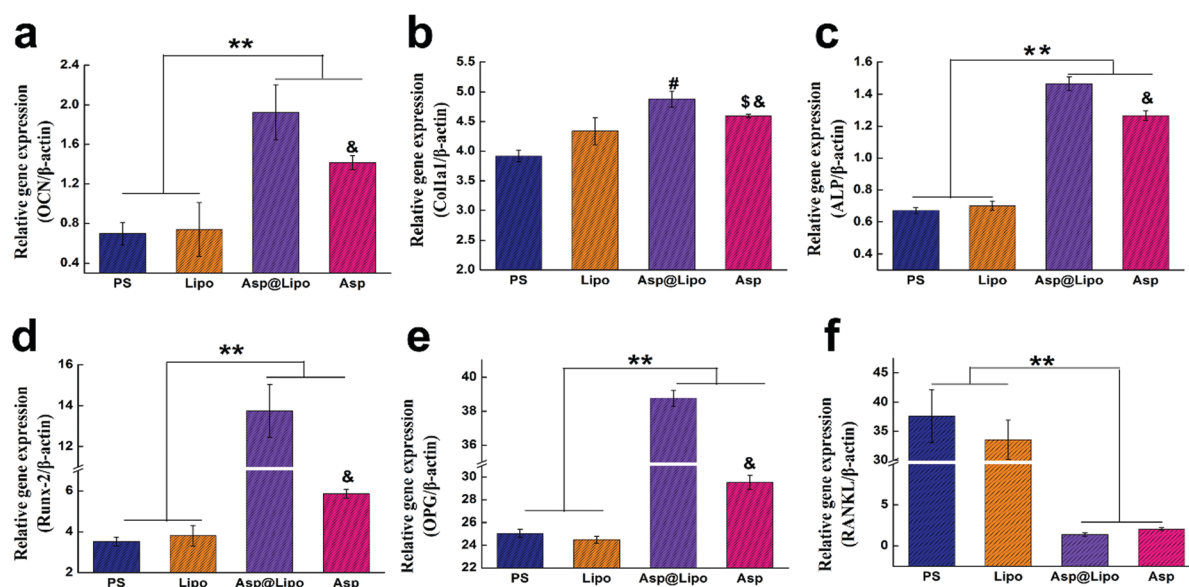 a
**
Relative gene expression
(OCN/β-actin)
2.4
2.0
1.6
1.2
0.8
0.4
&
PS Lipo Asp@Lipo Asp
b
Relative gene expression
(Col1a1/β-actin)
5.5
5.0
4.5
4.0
3.5
3.0
2.5
2.0
#
$ &
PS Lipo Asp@Lipo Asp
c
**
Relative gene expression
(ALP/β-actin)
1.6
1.4
1.2
1.0
0.8
0.6
0.4
&
PS Lipo Asp@Lipo Asp
d
**
Relative gene expression
(Runx-2/β-actin)
16
14
12
8
6
4
2
&
PS Lipo Asp@Lipo Asp
e
**
Relative gene expression
(OPG/β-actin)
40
38
36
30
28
26
24
22
&
PS Lipo Asp@Lipo Asp
f
**
Relative gene expression
(RANKL/β-actin)
45
40
35
30
5
0
PS Lipo Asp@Lipo Asp